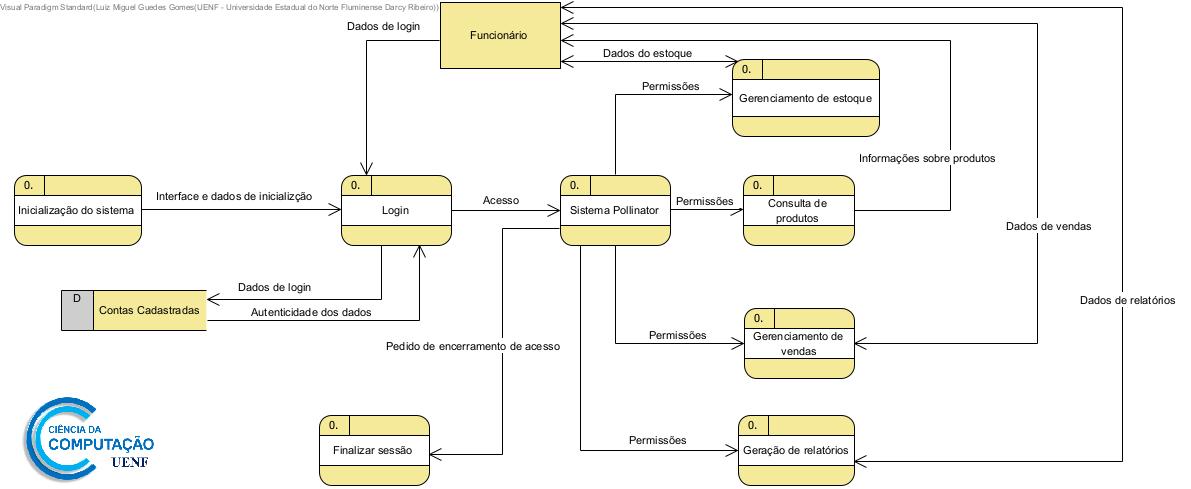 Visual Paradigm Standard(Luiz Miguel Guedes Gomes(UENF - Universidade Estadual do Norte Fluminense Darcy Ribeiro))
Dados de login
Funcionário
Dados do estoque
0.
Gerenciamento de estoque
Permissões
Informações sobre produtos
0.
Inicialização do sistema
Interface e dados de inicializção
0.
Login
Acesso
0.
Sistema Pollinator
Permissões
0.
Consulta de
produtos
Dados de vendas
Dados de login
D
Contas Cadastradas
Autenticidade dos dados
Dados de relatórios
Pedido de encerramento de acesso
Permissões
0.
Gerenciamento de
vendas
CIÊNCIA DA
COMPUTAÇÃO
UENF
0.
Finalizar sessão
Permissões
0.
Geração de relatórios